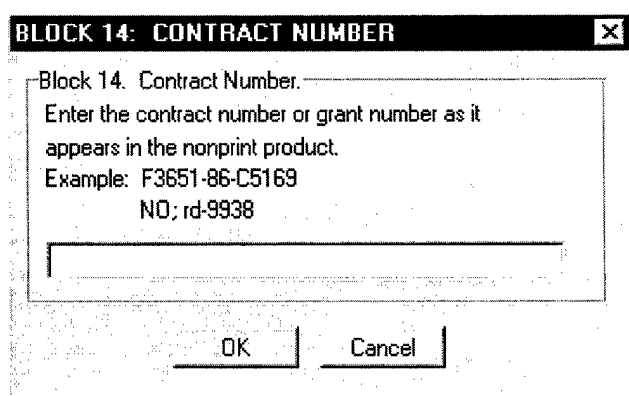 BLOCK 14: CONTRACT NUMBER
Block 14. Contract Number.
Enter the contract number or grant number as it
appears in the nonprint product.
Example: F3651-86-C5169
NO; rd-9938
OK Cancel